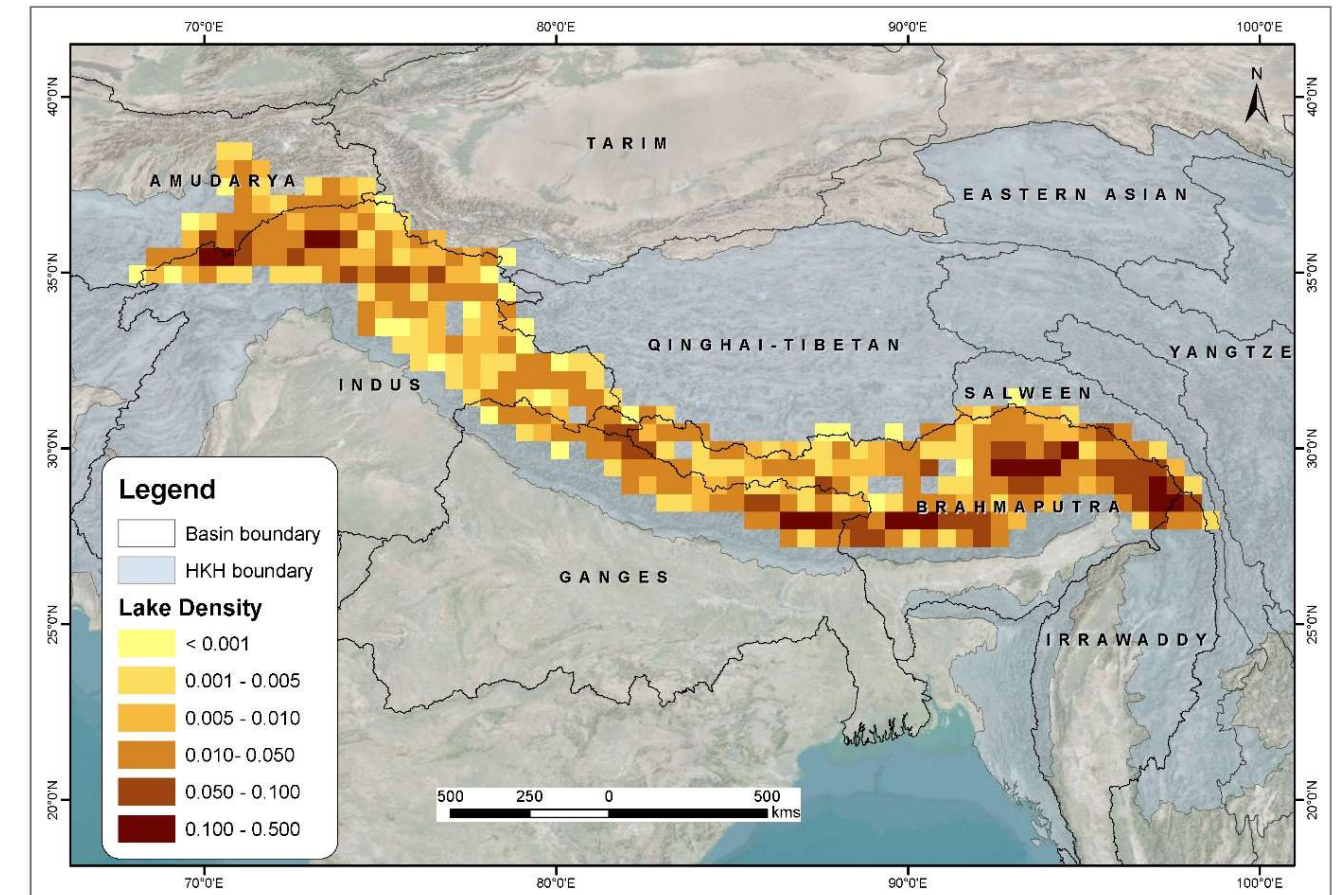 70°0'E 80°0'E 90°0'E 100°0'E
N
40°0'N 40°0'N
TARIM
AMUDARYA
EASTERN ASIAN
35°0'N 35°0'N
QINGHAI-TIBETAN
YANGTZE
INDUS
SALWEEN
30°0'N 30°0'N
BRAHMAPUTRA
GANGES
25°0'N 25°0'N
IRRAWADDY
20°0'N 20°0'N
Legend
Basin boundary
HKH boundary
Lake Density
< 0.001
0.001 - 0.005
0.005 - 0.010
0.010- 0.050
0.050 - 0.100
0.100 - 0.500
500 250 0 500
kms
70°0'E 80°0'E 90°0'E 100°0'E